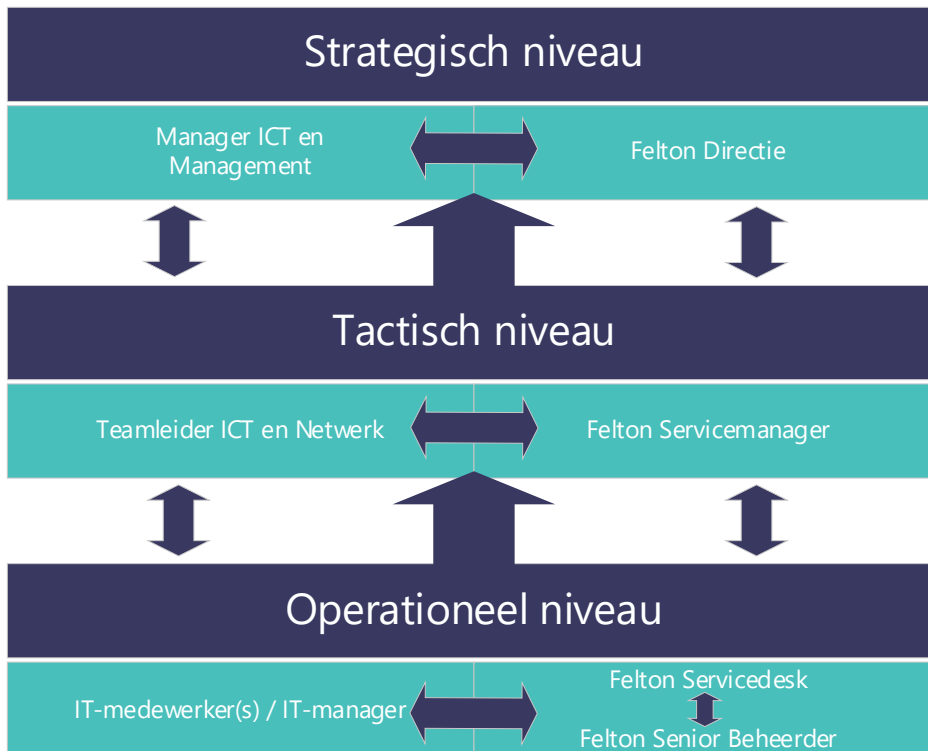 Strategisch niveau
Manager ICT en
Management
Felton Directie
Tactisch niveau
Teamleider ICT en Netwerk
Felton Servicemanager
Operationeel niveau
IT-medewerker(s) / IT-manager
Felton Servicedesk
Felton Senior Beheerder